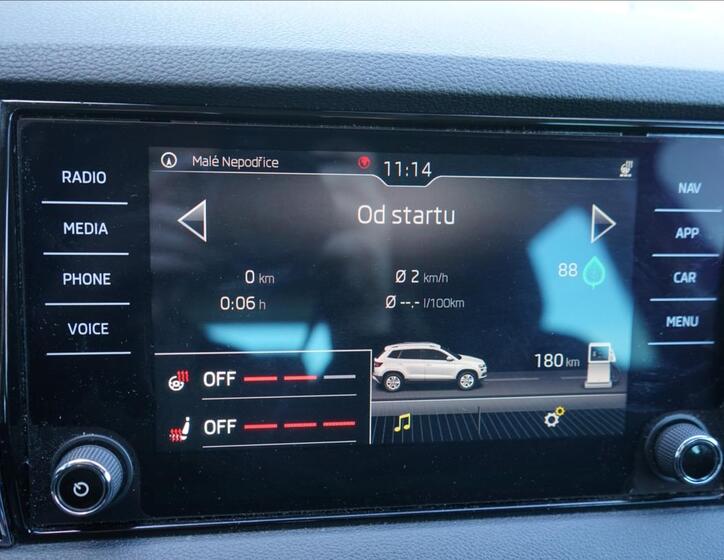 RADIO
MEDIA
PHONE
VOICE
Malé Nepodřice
11:14
Od startu
0 km
Ø 2 km/h
0:06 h
Ø --.- l/100km
88
180 km
OFF
OFF
NAV
APP
CAR
MENU